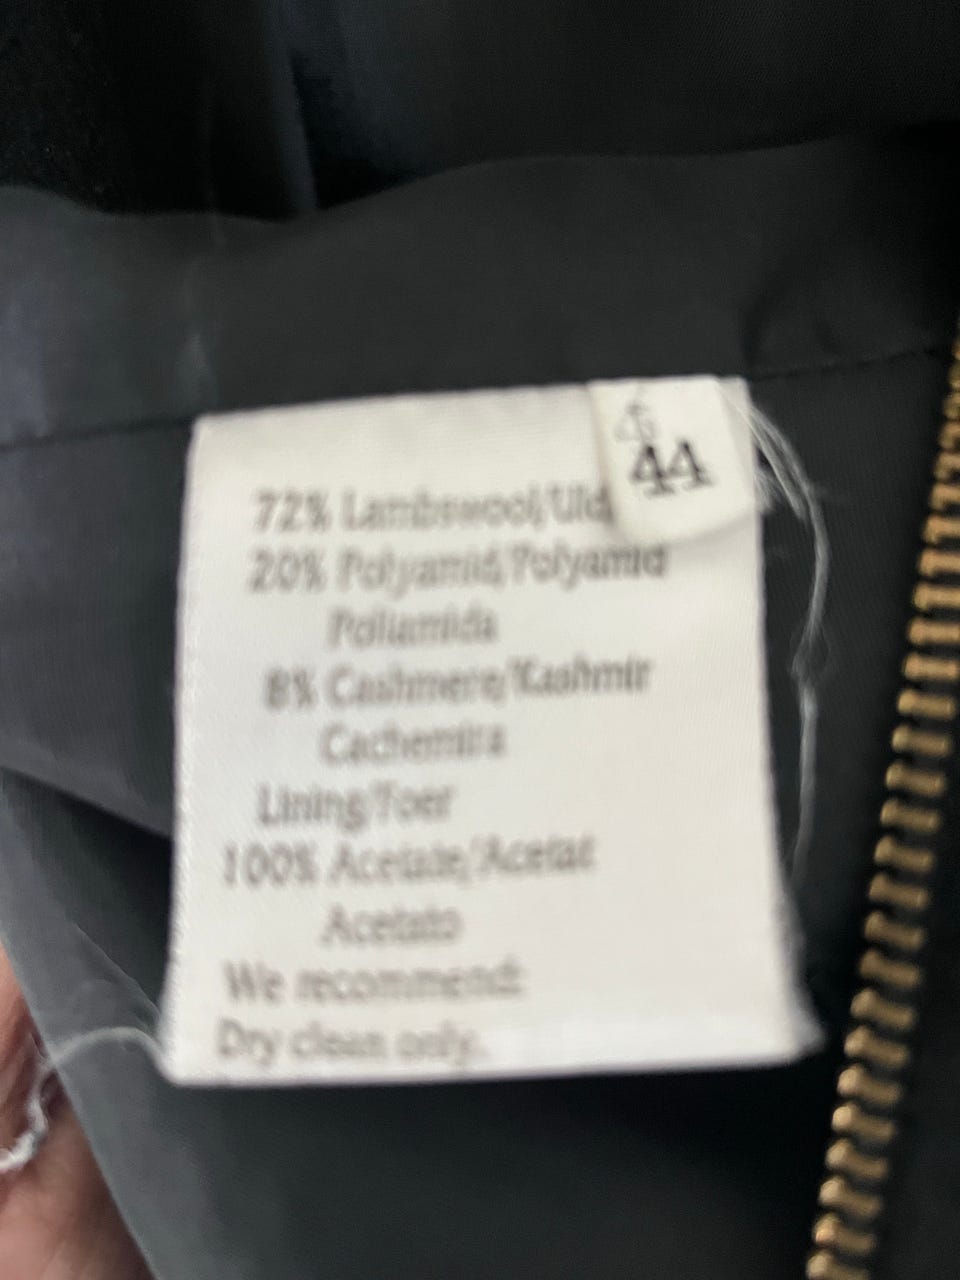 44
72% Lambswool/Uld
20% Polyamid/Polyamid
Poliamida
8% Cashmere/Kashmir
Cachemira
Lining/Foer
100% Acetate/Acetat
Acetato
We recommend:
Dry clean only.